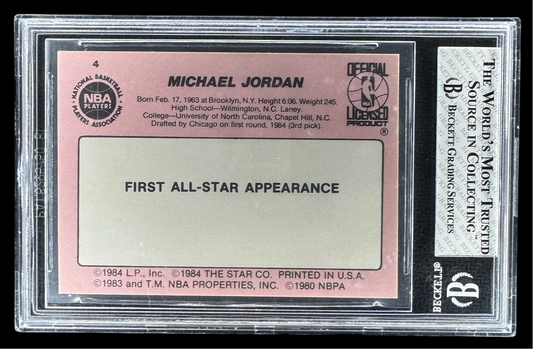 4
NATIONAL BASKETBALL
NBA
PLAYERS
PLAYERS ASSOCIATION
MICHAEL JORDAN
Born Feb. 17, 1963 at Brooklyn, N.Y. Height 6:06. Weight 245.
High School—Wilmington, N.C. Laney.
College—University of North Carolina, Chapel Hill, N.C.
Drafted by Chicago on first round, 1984 (3rd pick).
OFFICIAL
NBA
LICENSED
PRODUCT
®
FIRST ALL-STAR APPEARANCE
©1984 L.P., Inc. ©1984 THE STAR CO. PRINTED IN U.S.A.
©1983 and T.M. NBA PROPERTIES, INC. ©1980 NBPA
THE WORLD'S MOST TRUSTED
SOURCE IN COLLECTING™
BECKETT GRADING SERVICES
B
BECKETT®
B